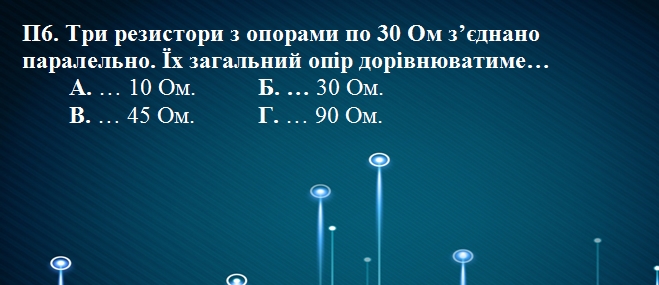 П6. Три резистори з опорами по 30 Ом з’єднано
паралельно. Їх загальний опір дорівнюватиме…
А. … 10 Ом. Б. … 30 Ом.
В. … 45 Ом. Г. … 90 Ом.